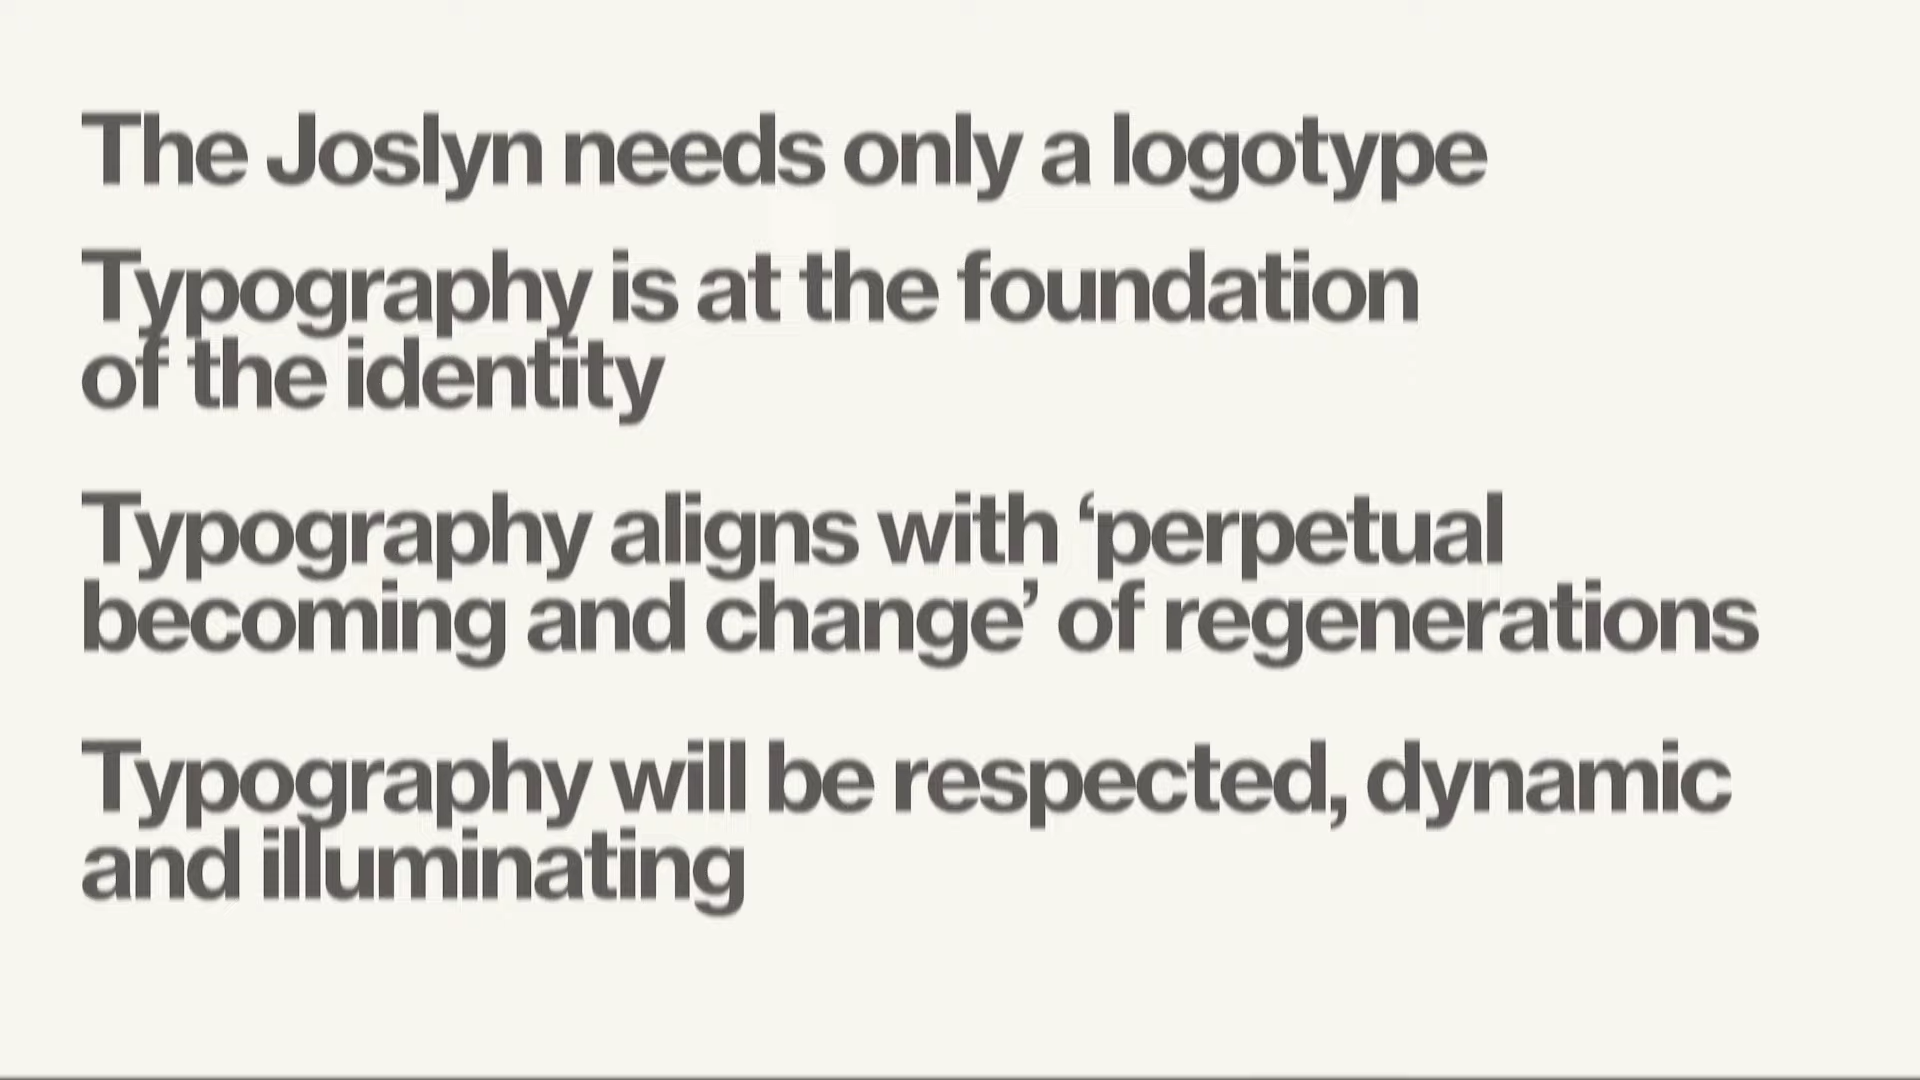 The Joslyn needs only a logotype
Typography is at the foundation
of the identity
Typography aligns with ‘perpetual
becoming and change’ of regenerations
Typography will be respected, dynamic
and illuminating